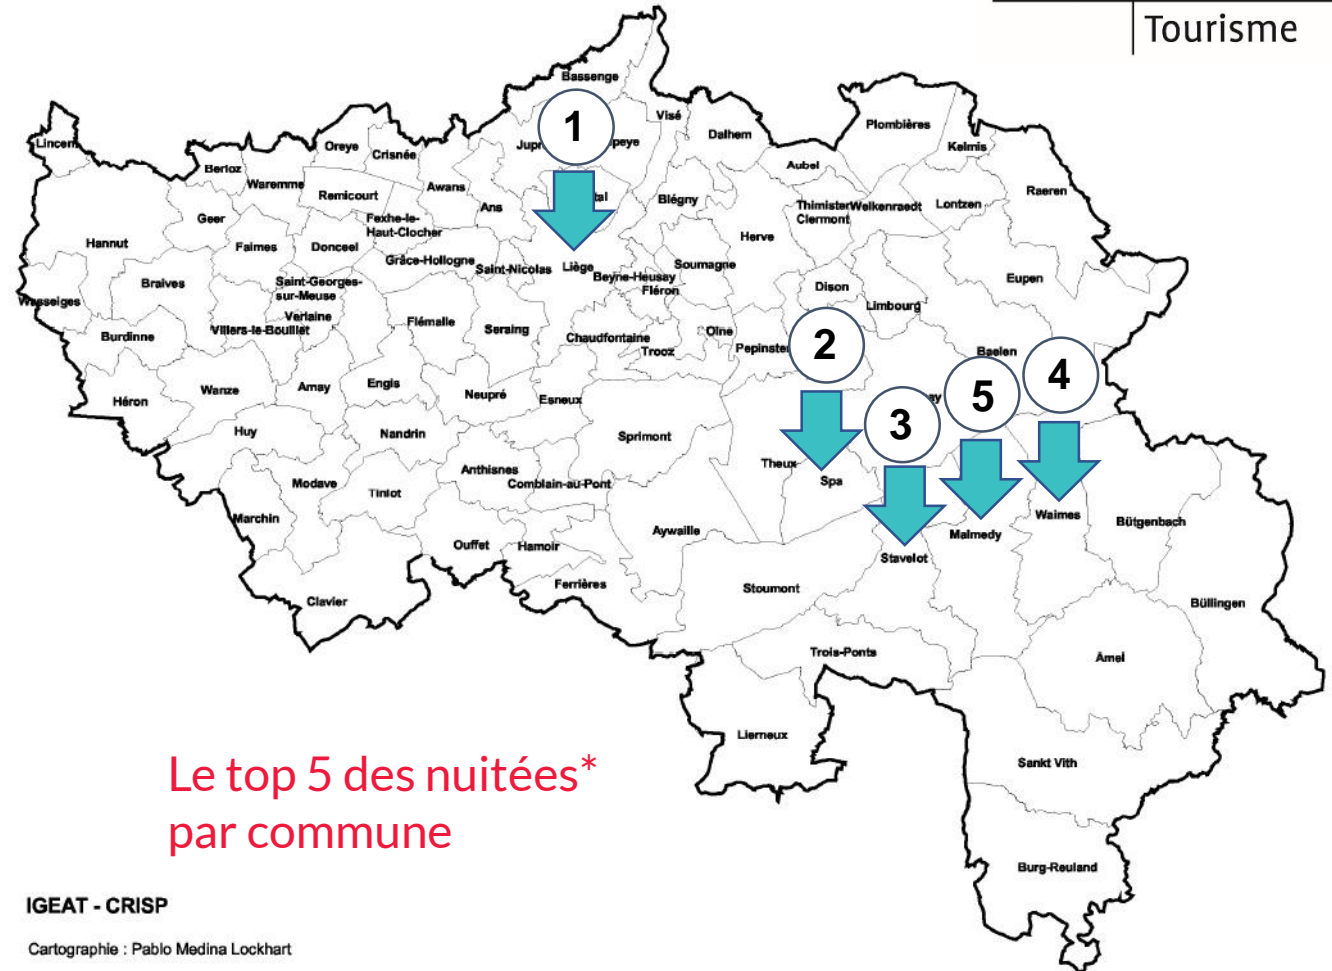 Tourisme
Bassenge
1
Visé
Dalhem
Plombières
Kelmis
Lincent
Oreye
Crisnée
Berloz
Waremme
Remicourt
Awans
Ans
Blégny
Aubel
Thimister
Clermont
Welkenraedt
Lontzen
Raeren
Geer
Fexhe-le-
Haut-Clocher
Hannut
Faimes
Donceel
Grâce-Hollogne
Saint-Nicolas
Liège
Beyne-Heusay
Fléron
Soumagne
Herve
Eupen
Wasseiges
Braives
Saint-Georges-
sur-Meuse
Verlaine
Villers-le-Bouillet
Flémalle
Seraing
Chaudfontaine
Trooz
Olne
Pepinster
Dison
Limbourg
Baelen
Burdinne
Héron
Wanze
Amay
Engis
Neupré
Esneux
2
3
5
4
Huy
Nandrin
Sprimont
Theux
Spa
Modave
Tinlot
Anthisnes
Comblain-au-Pont
Marchin
Ouffet
Hamoir
Aywaille
Stavelot
Malmedy
Waimes
Bütgenbach
Clavier
Ferrières
Stoumont
Büllingen
Trois-Ponts
Amel
Lierneux
Sankt Vith
Burg-Reuland
Le top 5 des nuitées*
par commune
IGEAT - CRISP
Cartographie : Pablo Medina Lockhart